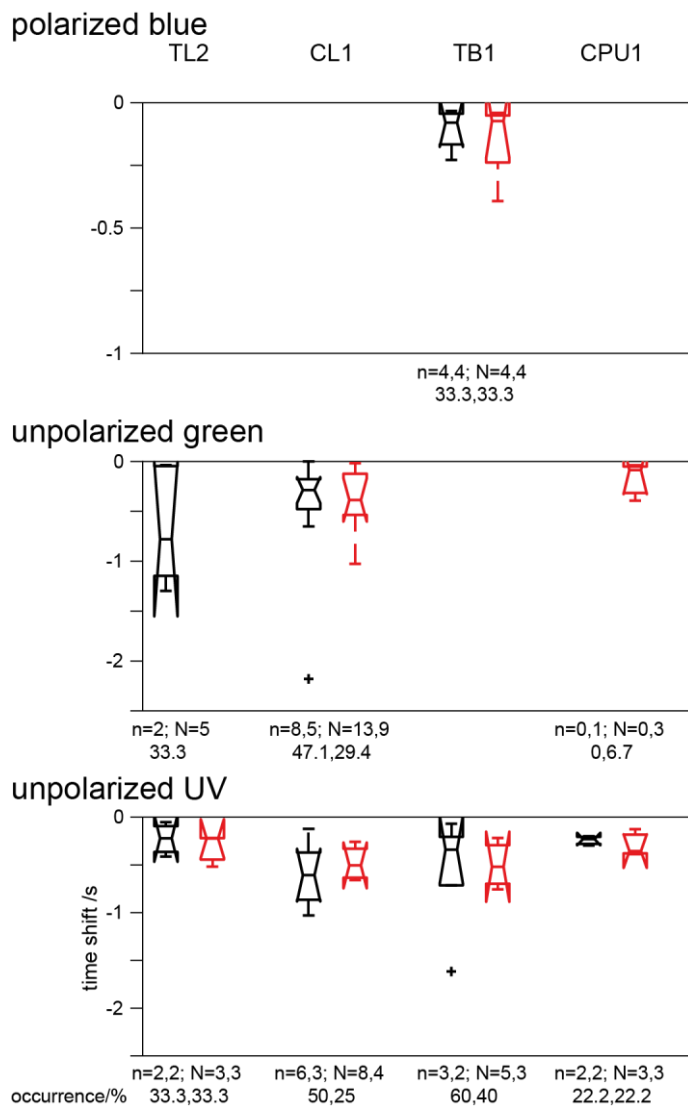 polarized blue
TL2 CL1 TB1 CPU1
0
-0.5
-1
n=4,4; N=4,4
33.3,33.3
unpolarized green
0
-1
-2
n=2; N=5 n=8,5; N=13,9 n=0,1; N=0,3
33.3 47.1,29.4 0,6.7
unpolarized UV
0
-1
-2
time shift /s
n=2,2; N=3,3 n=6,3; N=8,4 n=3,2; N=5,3 n=2,2; N=3,3
occurrence/% 33.3,33.3 50,25 60,40 22.2,22.2